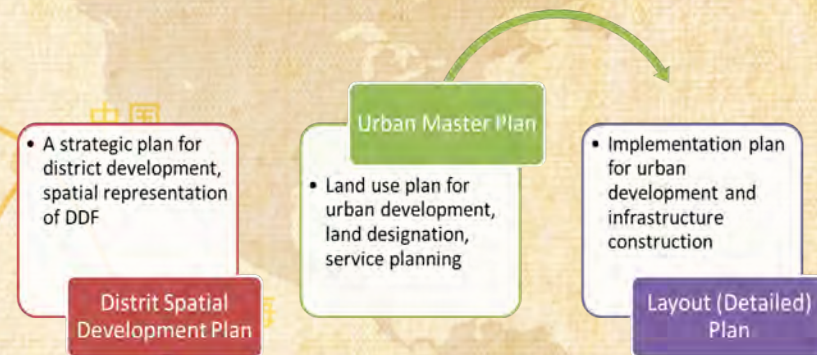 中国
• A strategic plan for
district development,
spatial representation
of DDF
Distrit Spatial
Development Plan
Urban Master Plan
• Land use plan for
urban development,
land designation,
service planning
• Implementation plan
for urban
development and
infrastructure
construction
Layout (Detailed)
Plan